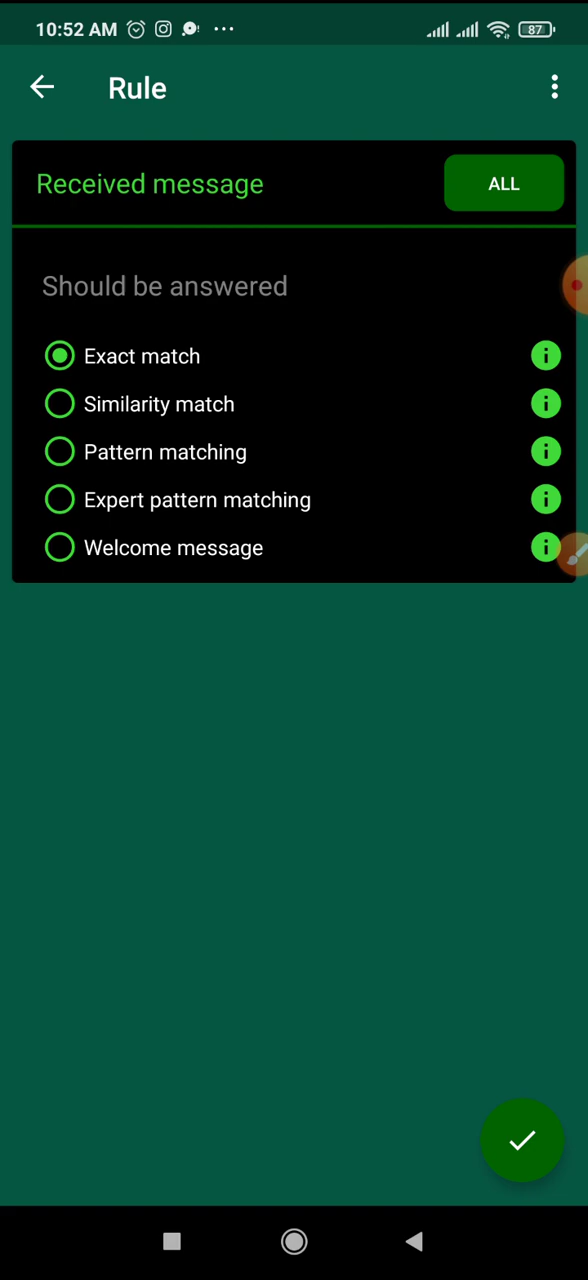 10:52 AM 87
Rule
Received message ALL
Should be answered
Exact match
Similarity match
Pattern matching
Expert pattern matching
Welcome message